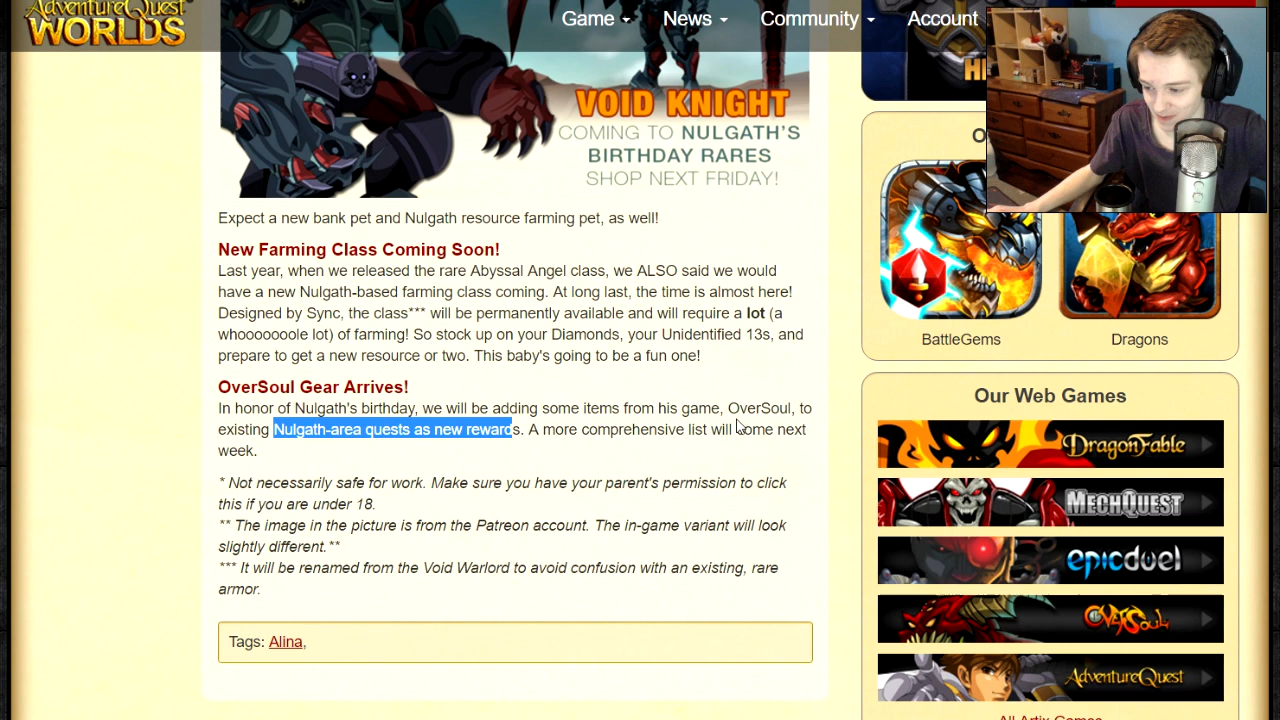 AdventureQuest
WORLDS
Game
News
Community
Account
VOID KNIGHT
COMING TO NULGATH'S
BIRTHDAY RARES
SHOP NEXT FRIDAY!
Expect a new bank pet and Nulgath resource farming pet, as well!
New Farming Class Coming Soon!
Last year, when we released the rare Abyssal Angel class, we ALSO said we would
have a new Nulgath-based farming class coming. At long last, the time is almost here!
Designed by Sync, the class*** will be permanently available and will require a lot (a
whooooooole lot) of farming! So stock up on your Diamonds, your Unidentified 13s, and
prepare to get a new resource or two. This baby's going to be a fun one!
OverSoul Gear Arrives!
In honor of Nulgath's birthday, we will be adding some items from his game, OverSoul, to
existing Nulgath-area quests as new rewards. A more comprehensive list will come next
week.
* Not necessarily safe for work. Make sure you have your parent's permission to click
this if you are under 18.
** The image in the picture is from the Patreon account. The in-game variant will look
slightly different.**
*** It will be renamed from the Void Warlord to avoid confusion with an existing, rare
armor.
Tags: Alina,
BattleGems
Dragons
Our Web Games
DragonFable
MECHQUEST
epicduel
OVERSOUL
AdventureQuest
All Artix Games